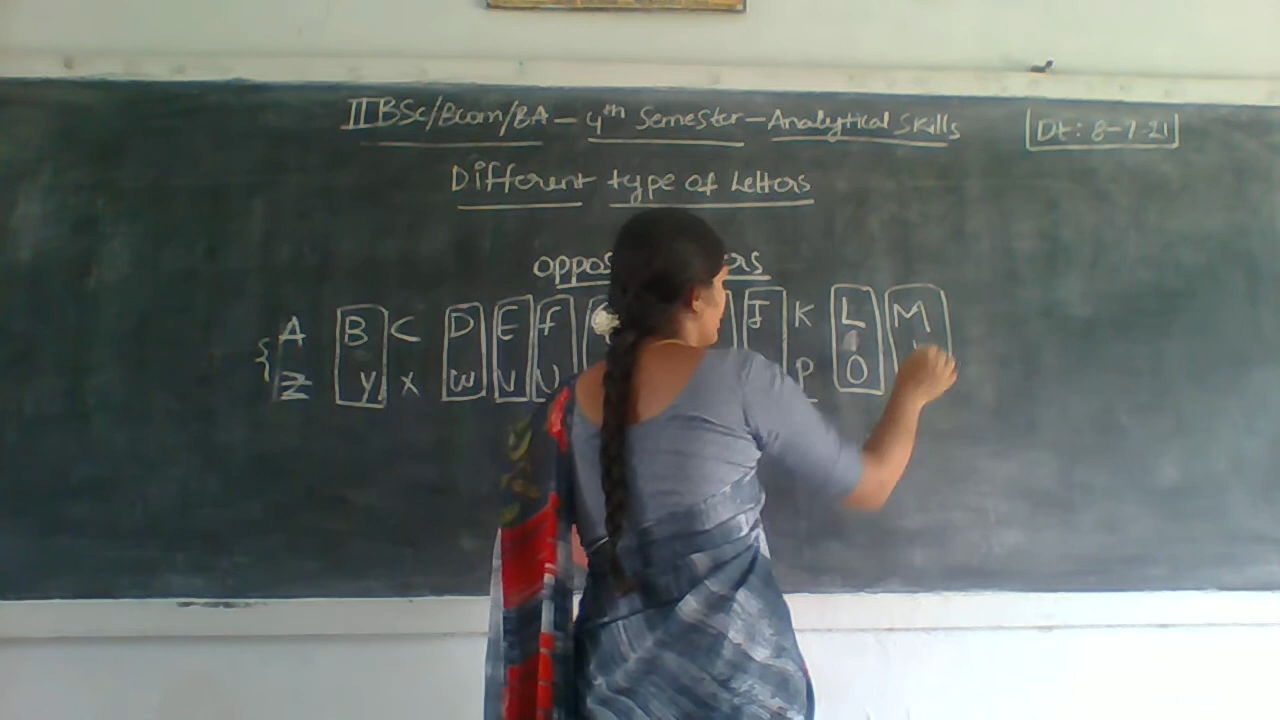 II BSc/Bcom/BA - 4th Semester - Analytical Skills
Dt: 8-7-21
Different type of Letters
A B C D E F J K L M
Z Y X W V U P O